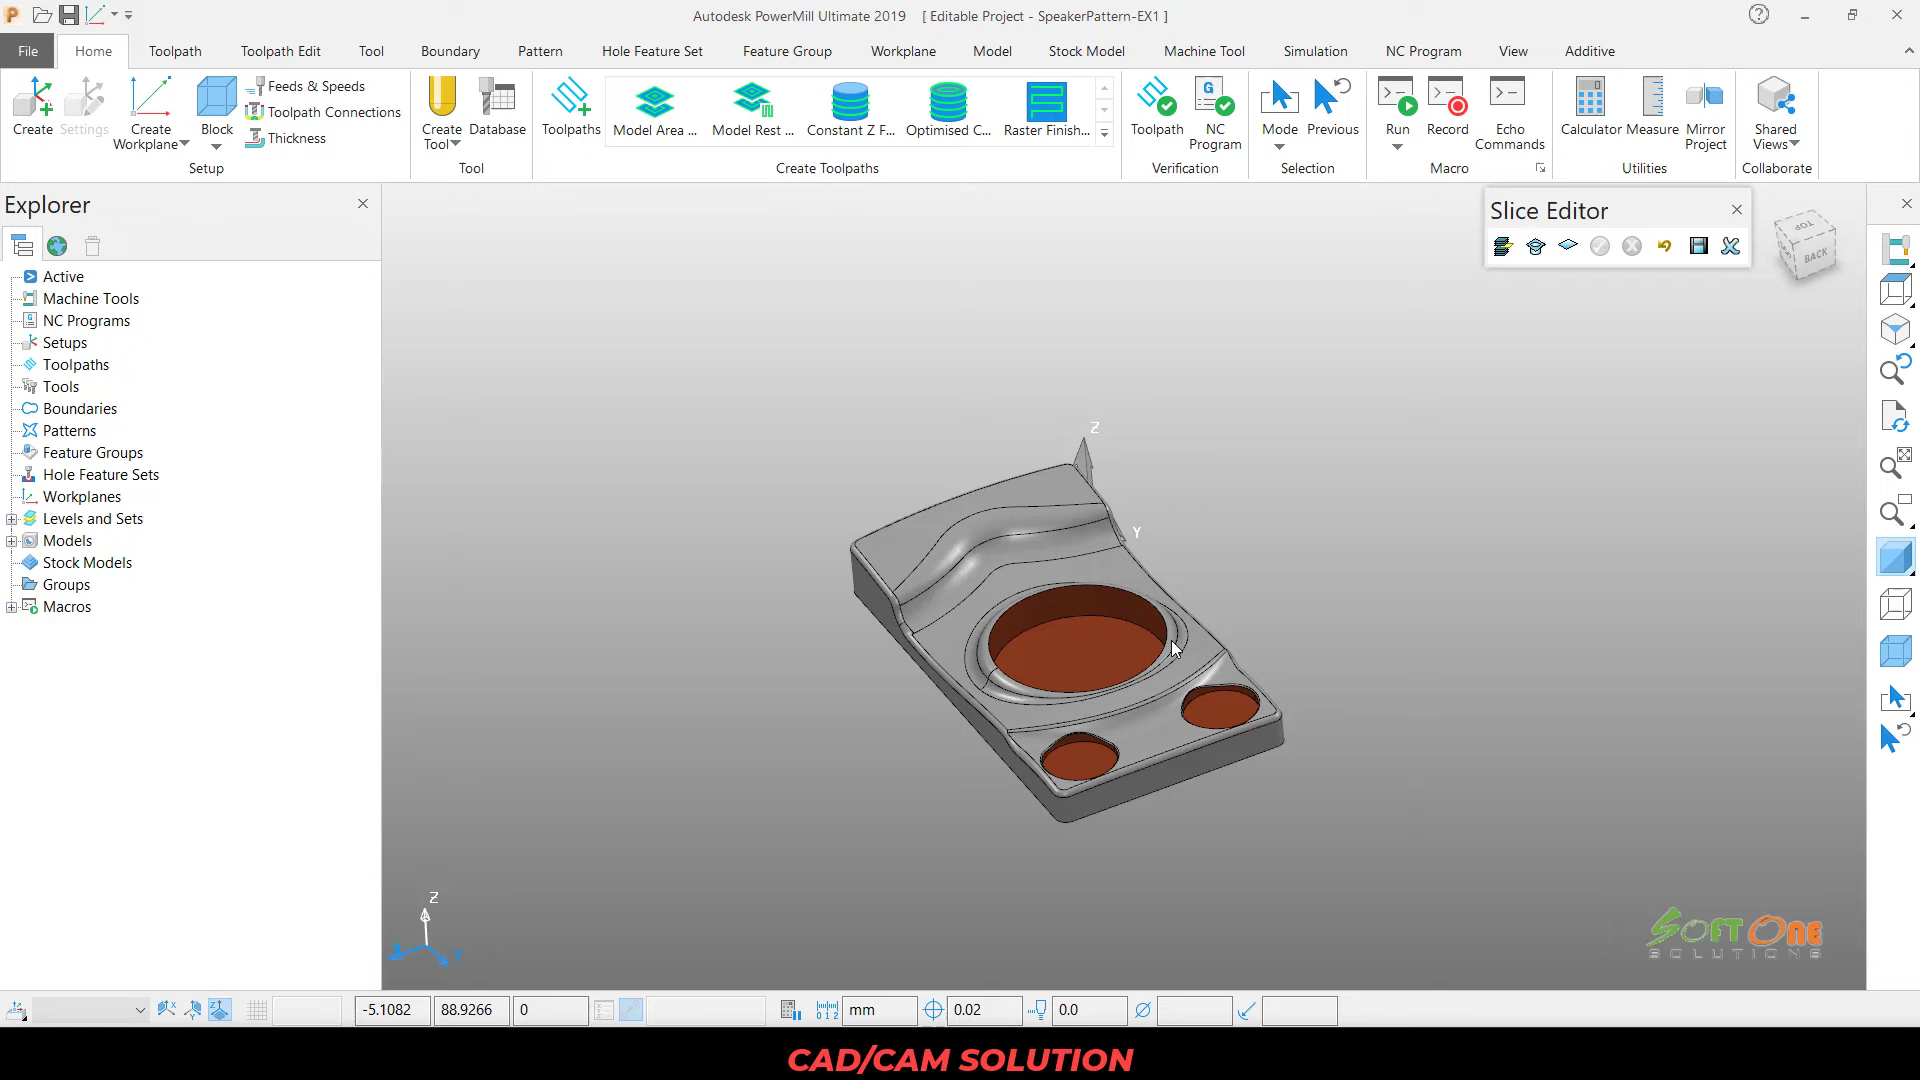 Autodesk PowerMill Ultimate 2019 [ Editable Project - SpeakerPattern-EX1 ]
File Home Toolpath Toolpath Edit Tool Boundary Pattern Hole Feature Set Feature Group Workplane Model Stock Model Machine Tool Simulation NC Program View Additive
Create
Settings
Create Workplane
Block
Feeds & Speeds
Toolpath Connections
Thickness
Setup
Create Tool
Database
Tool
Toolpaths
Model Area ...
Model Rest ...
Constant Z F...
Optimised C...
Raster Finish...
Create Toolpaths
Toolpath
NC Program
Verification
Mode
Previous
Selection
Run
Record
Echo Commands
Macro
Calculator
Measure
Mirror Project
Utilities
Shared Views
Collaborate
Explorer
Active
Machine Tools
NC Programs
Setups
Toolpaths
Tools
Boundaries
Patterns
Feature Groups
Hole Feature Sets
Workplanes
Levels and Sets
Models
Stock Models
Groups
Macros
Slice Editor
TOP
BACK
Z
Y
Z
X
Y
SOFTONE
SOLUTIONS
-5.1082 88.9266 0 mm 0.02 0.0
CAD/CAM SOLUTION